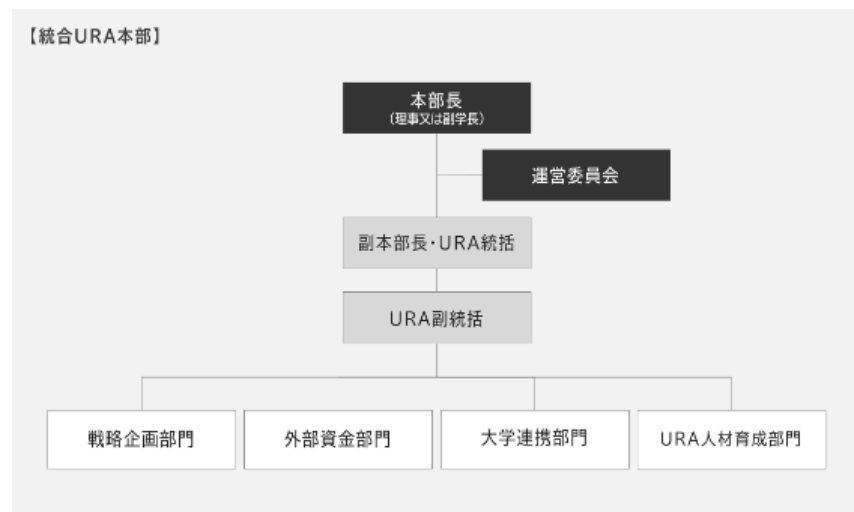 【統合URA本部】
本部長
（理事又は副学長）
運営委員会
副本部長・URA統括
URA副統括
戦略企画部門
外部資金部門
大学連携部門
URA人材育成部門